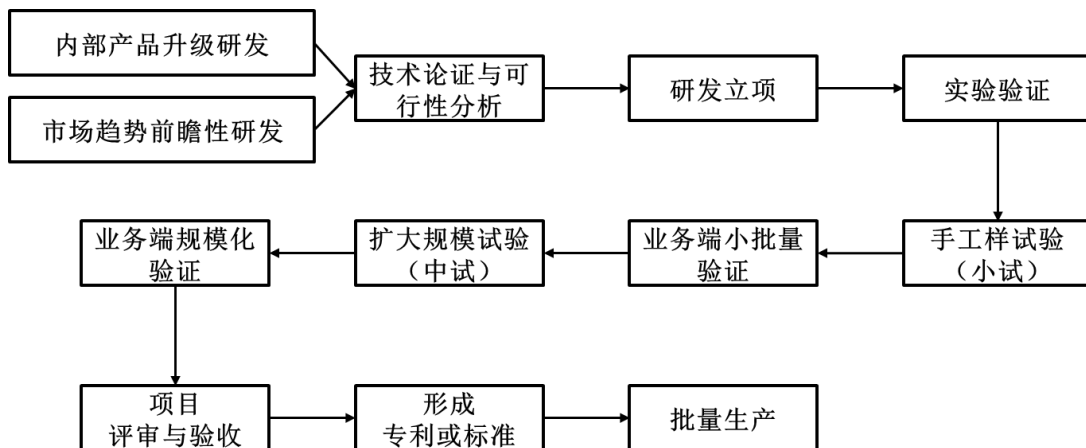 内部产品升级研发
市场趋势前瞻性研发
技术论证与可
行性分析
研发立项
实验验证
手工样试验
（小试）
业务端小批量
验证
扩大规模试验
（中试）
业务端规模化
验证
项目
评审与验收
形成
专利或标准
批量生产